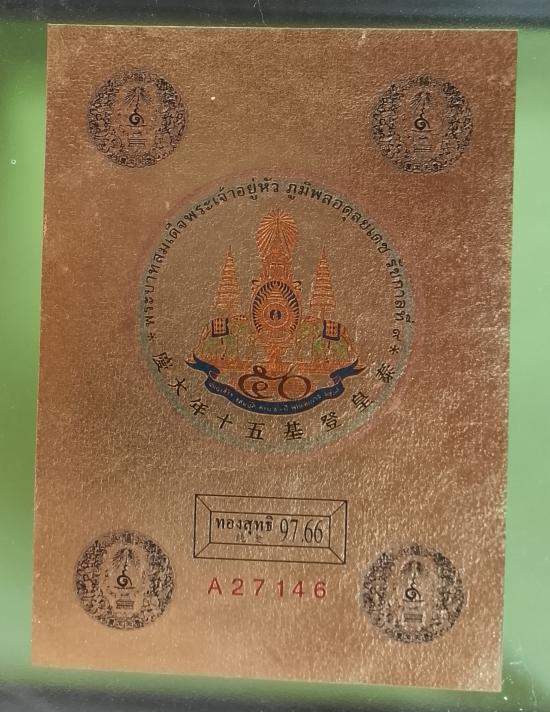 * พระบาทสมเด็จพระเจ้าอยู่หัว ภูมิพลอดุลยเดช รัชกาลที่ ๙ *
泰皇登基五十年大慶
๕๐
ทองสุทธิ 97.66
A27146